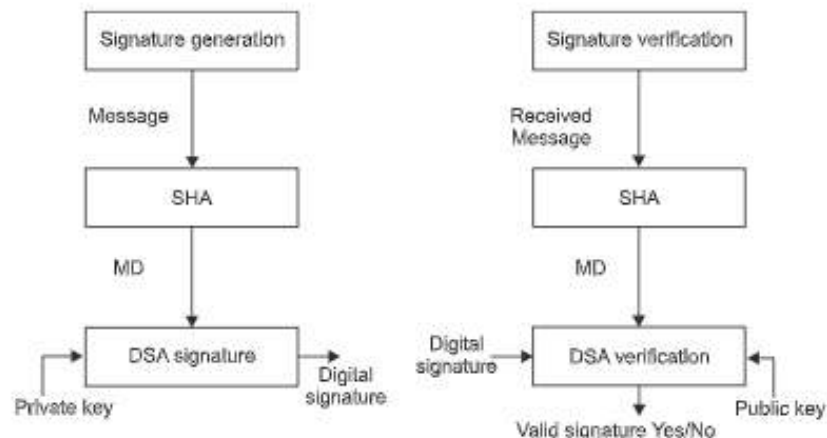 Signature generation
Message
SHA
MD
DSA signature
Private key
Digital
signature
Signature verification
Received
Message
SHA
MD
Digital
signature
DSA verification
Public key
Valid signature Yes/No